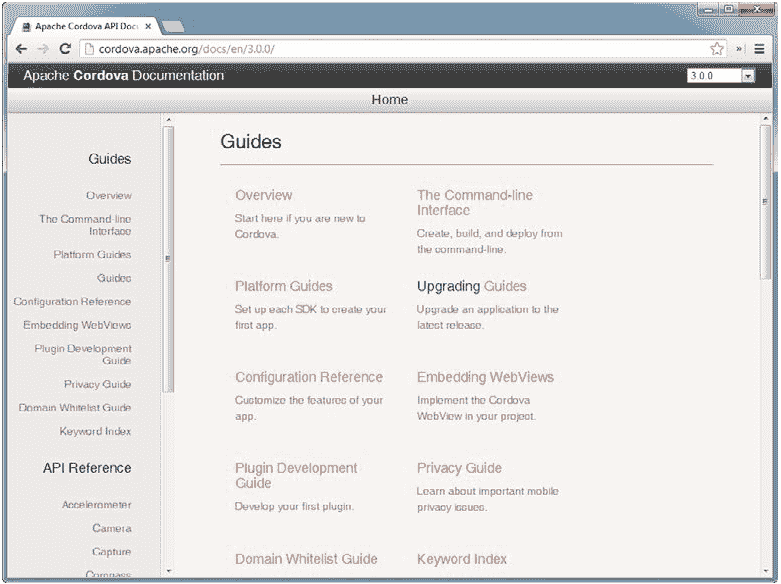 Apache Cordova API Docu
cordova.apache.org/docs/en/3.0.0/
Apache Cordova Documentation
3.0.0
Home
Guides
Overview
The Command-line
Interface
Platform Guides
Guides
Configuration Reference
Embedding WebViews
Plugin Development
Guide
Privacy Guide
Domain Whitelist Guide
Keyword Index
API Reference
Accelerometer
Camera
Capture
Compass
Guides
Overview
Start here if you are new to
Cordova.
The Command-line
Interface
Create, build, and deploy from
the command-line.
Platform Guides
Set up each SDK to create your
first app.
Upgrading Guides
Upgrade an application to the
latest release.
Configuration Reference
Customize the features of your
app.
Embedding WebViews
Implement the Cordova
WebView in your project.
Plugin Development
Guide
Develop your first plugin.
Privacy Guide
Learn about important mobile
privacy issues.
Domain Whitelist Guide
Keyword Index